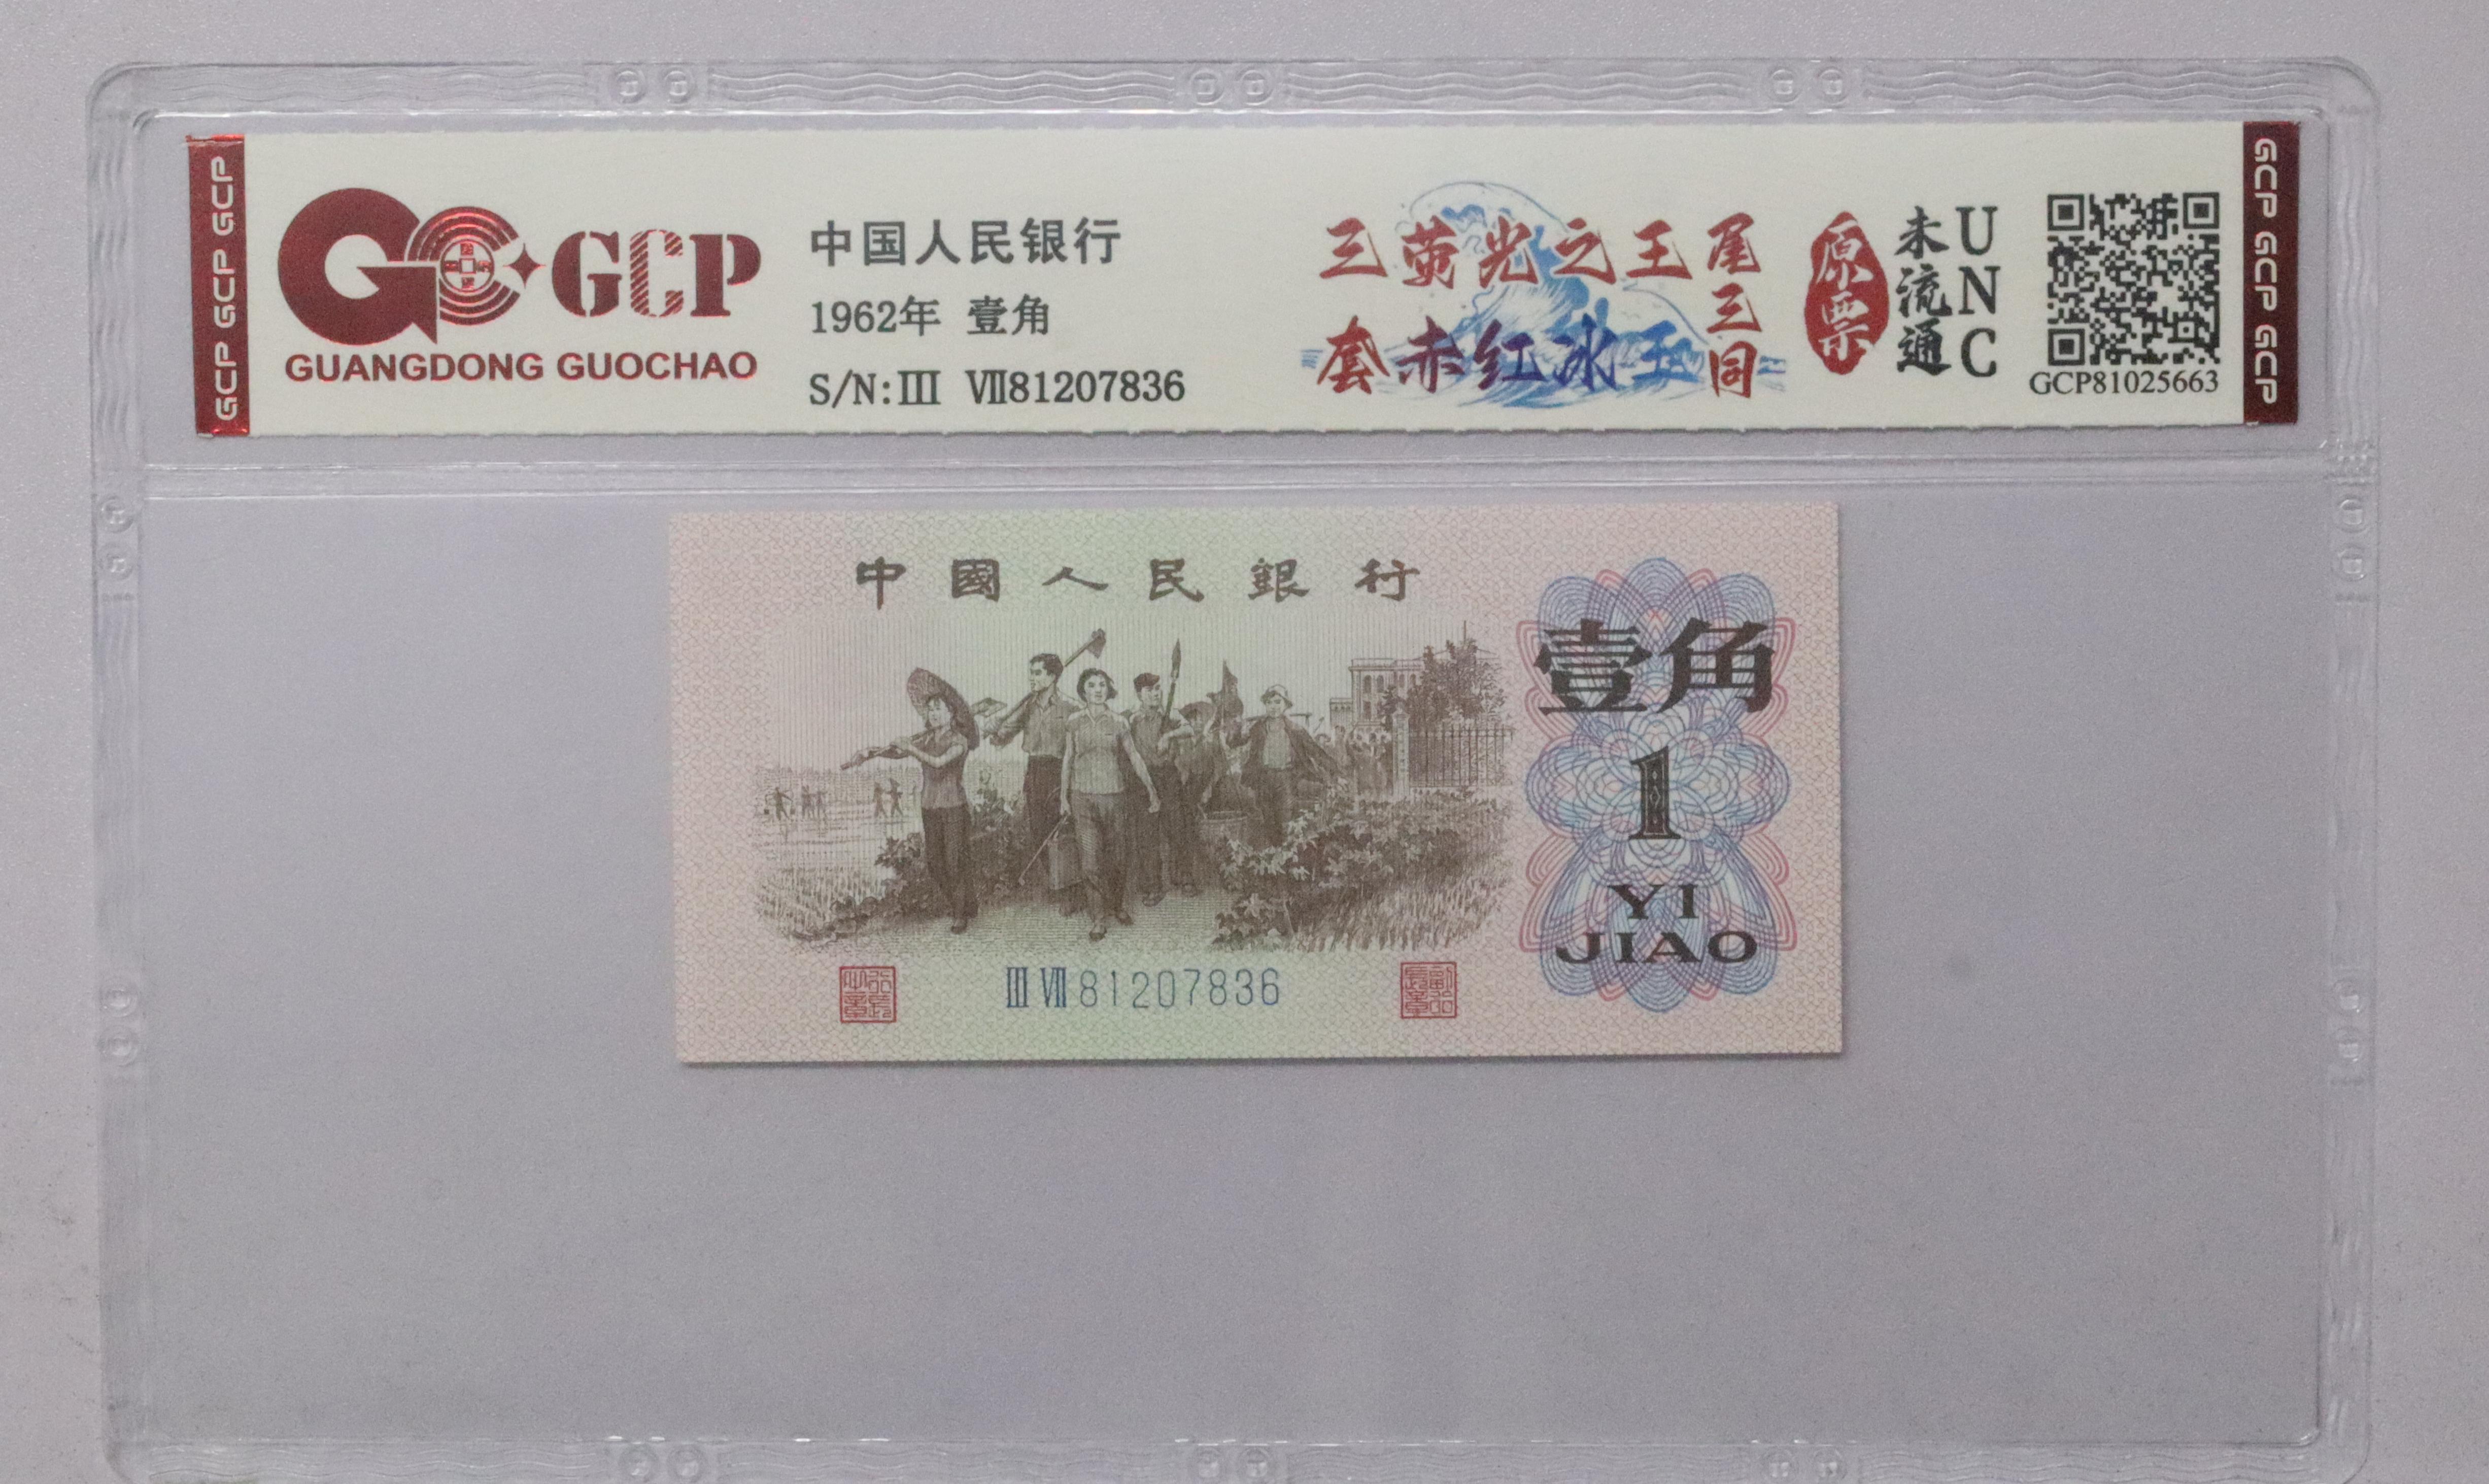 GCP GCP GCP
GCP
GUANGDONG GUOCHAO
中国人民银行
1962年 壹角
S/N:III VII81207836
三套
萤光之王
赤红冰玉
尾三同
原票
未流通
UNC
GCP81025663
GCP GCP GCP
中國人民銀行
壹角
1
YI
JIAO
III VII 81207836